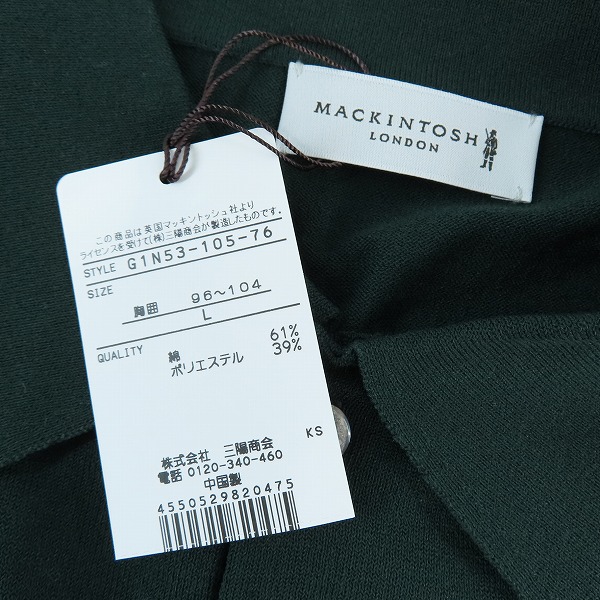 MACKINTOSH
LONDON
この商品は英国マッキントッシュ社より
ライセンスを受けて(株)三陽商会が製造したものです。
STYLE G1N53-105-76
SIZE
胸囲 96～104
L
QUALITY 綿 61%
ポリエステル 39%
KS
株式会社 三陽商会
電話 0120-340-460
中国製
4550529820475